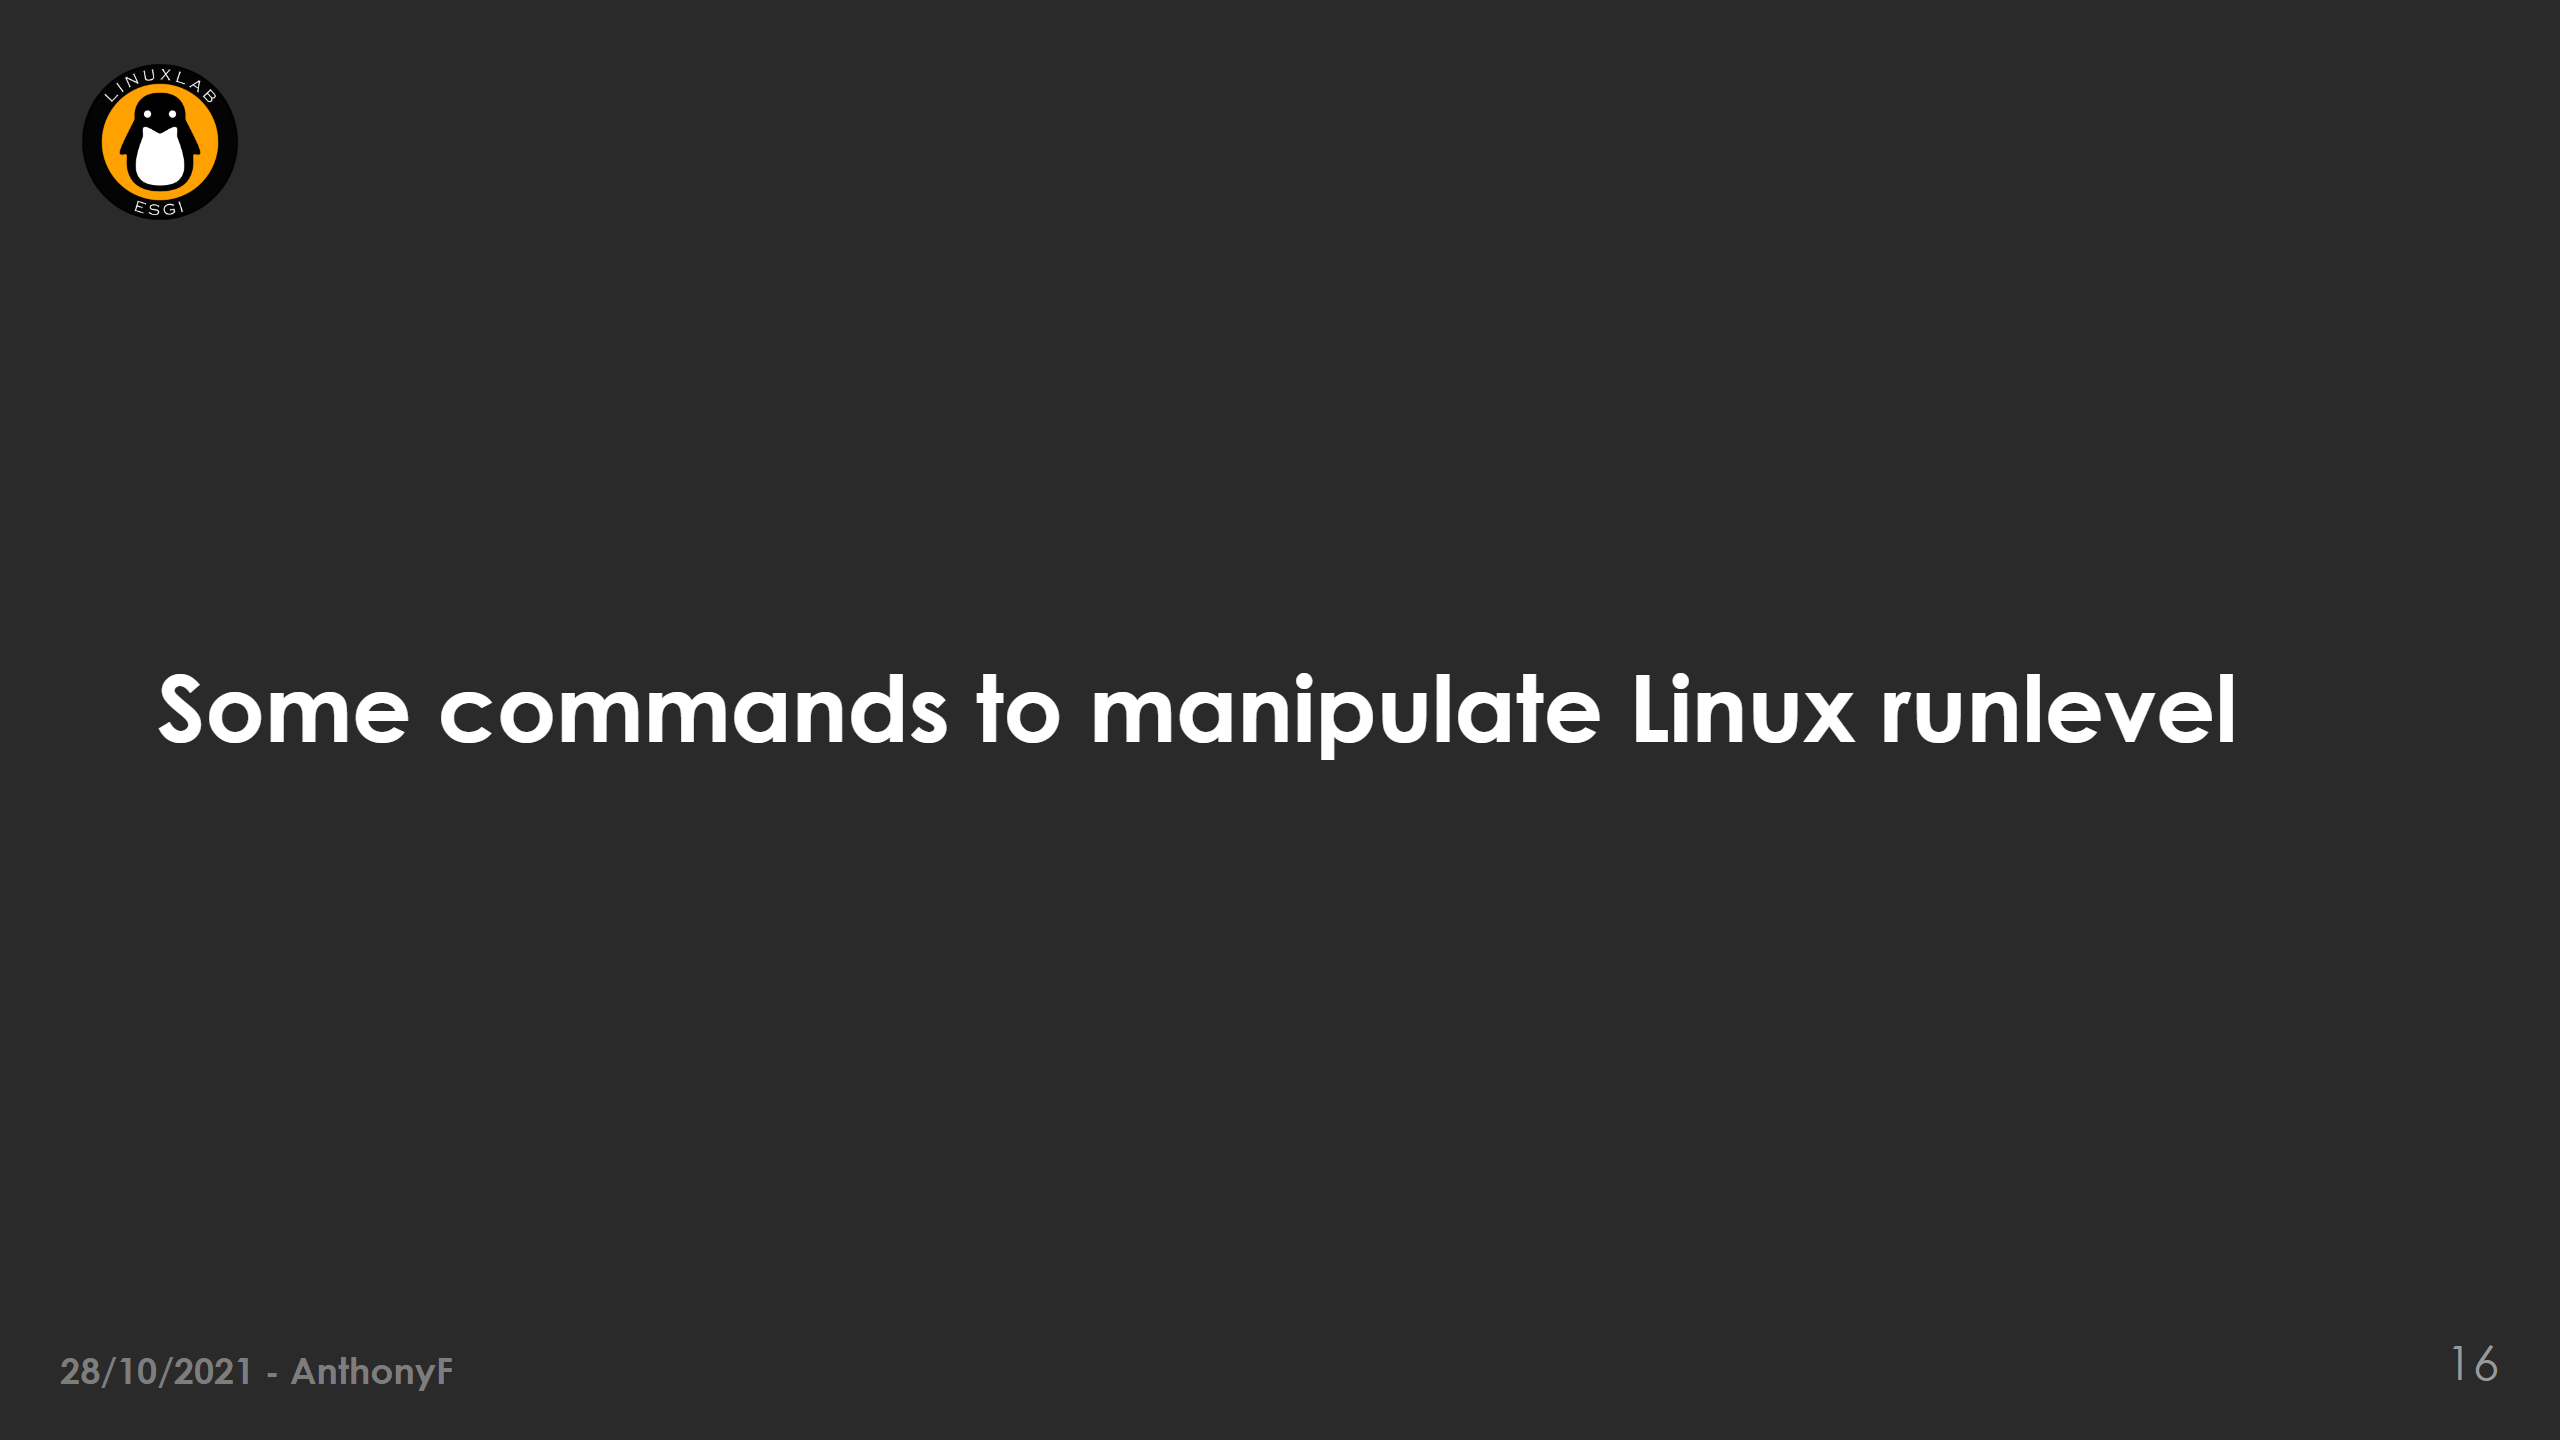 LINUXLAB
ESGI
Some commands to manipulate Linux runlevel
28/10/2021 - AnthonyF
16